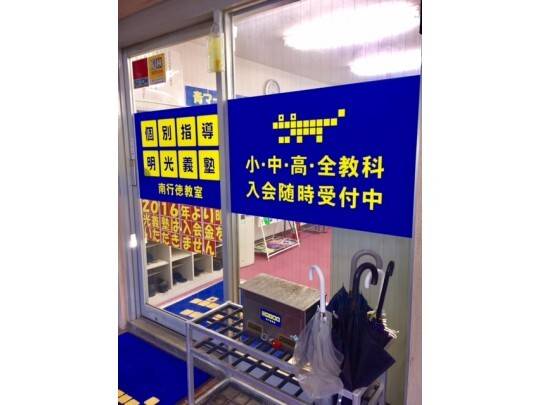 青マ
個別指導
明光義塾
南行徳教室
小・中・高・全教科
入会随時受付中
2016年より明
光義塾は入会金を
いただきません